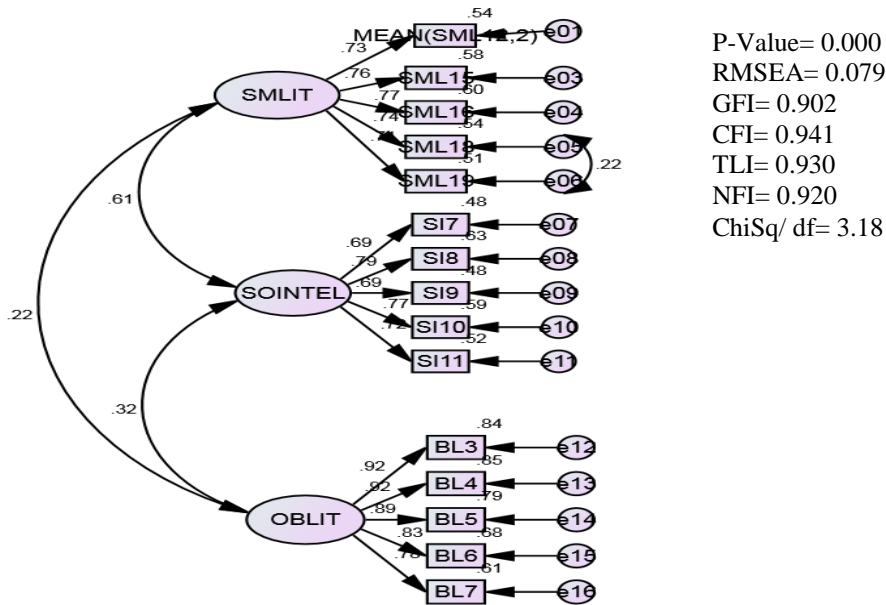 .54
MEAN(SML12,2)
e01
.73
.58
SML15
e03
.76
.60
SML16
e04
.77
.54
SML18
e05
.74
.51
SML19
e06
.22
SMLIT
.61
.48
SI7
e07
.69
.63
SI8
e08
.79
.48
SI9
e09
.69
.59
SI10
e10
.77
.52
SI11
e11
.72
SOINTEL
.22
.32
.84
BL3
e12
.92
.85
BL4
e13
.92
.79
BL5
e14
.89
.68
BL6
e15
.83
.61
BL7
e16
.78
OBLIT
P-Value= 0.000
RMSEA= 0.079
GFI= 0.902
CFI= 0.941
TLI= 0.930
NFI= 0.920
ChiSq/ df= 3.18